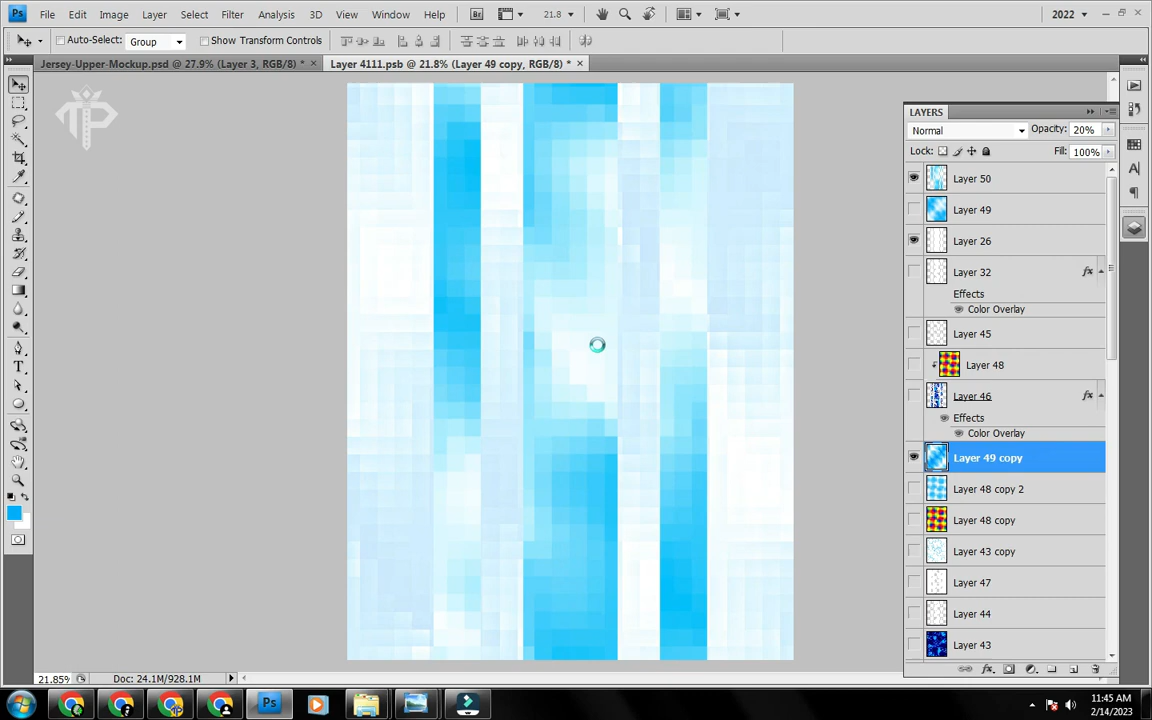 Ps File Edit Image Layer Select Filter Analysis 3D View Window Help Br 21.8 2022
Auto-Select: Group Show Transform Controls
Jersey-Upper-Mockup.psd @ 27.9% (Layer 3, RGB/8) * × Layer 4111.psb @ 21.8% (Layer 49 copy, RGB/8) * ×
LAYERS
Normal Opacity: 20%
Lock: Fill: 100%
Layer 50
Layer 49
Layer 26
Layer 32 fx
Effects
Color Overlay
Layer 45
Layer 48
Layer 46 fx
Effects
Color Overlay
Layer 49 copy
Layer 48 copy 2
Layer 48 copy
Layer 43 copy
Layer 47
Layer 44
Layer 43
21.85% Doc: 24.1M/928.1M
Ps
11:45 AM
2/14/2023